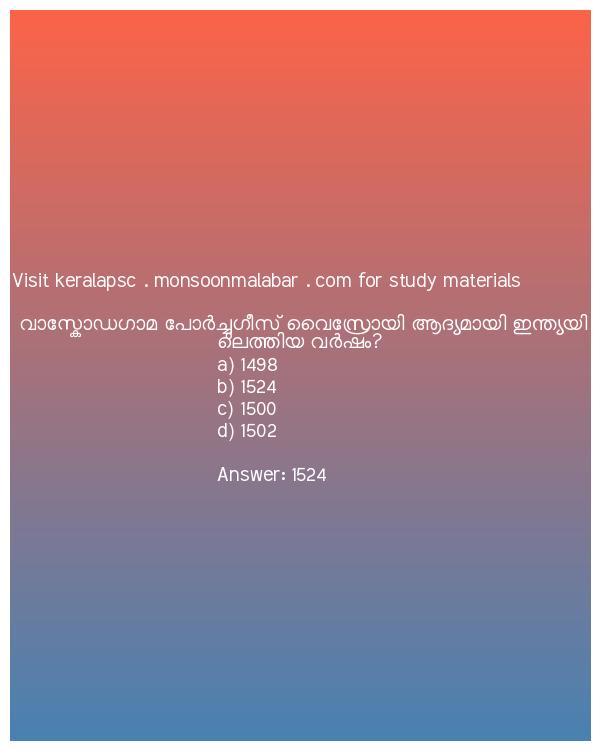 Visit keralapsc . monsoonmalabar . com for study materials
വാസ്കോഡഗാമ പോർച്ചുഗീസ് വൈസ്രോയി ആദ്യമായി ഇന്ത്യയി
ലെത്തിയ വർഷം?
a) 1498
b) 1524
c) 1500
d) 1502
Answer: 1524